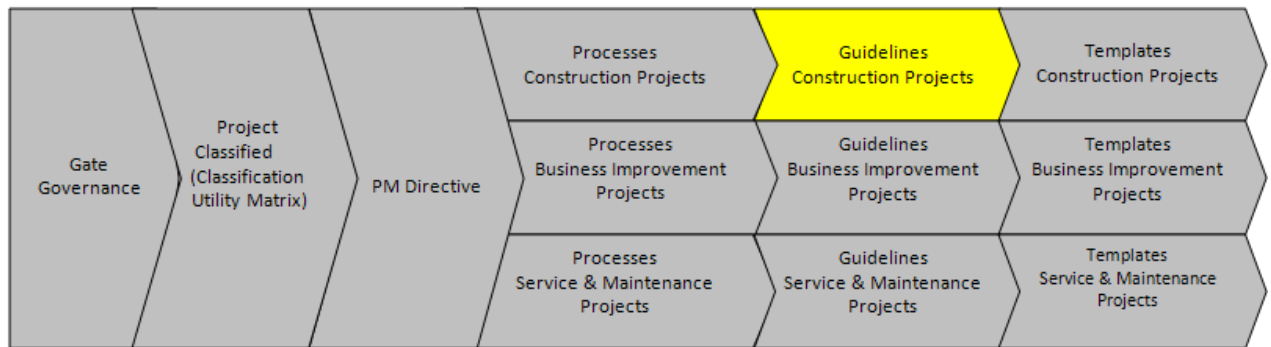 Gate
Governance
Project
Classified
(Classification
Utility Matrix)
PM Directive
Processes
Construction Projects
Guidelines
Construction Projects
Templates
Construction Projects
Processes
Business Improvement
Projects
Guidelines
Business Improvement
Projects
Templates
Business Improvement
Projects
Processes
Service & Maintenance
Projects
Guidelines
Service & Maintenance
Projects
Templates
Service & Maintenance
Projects